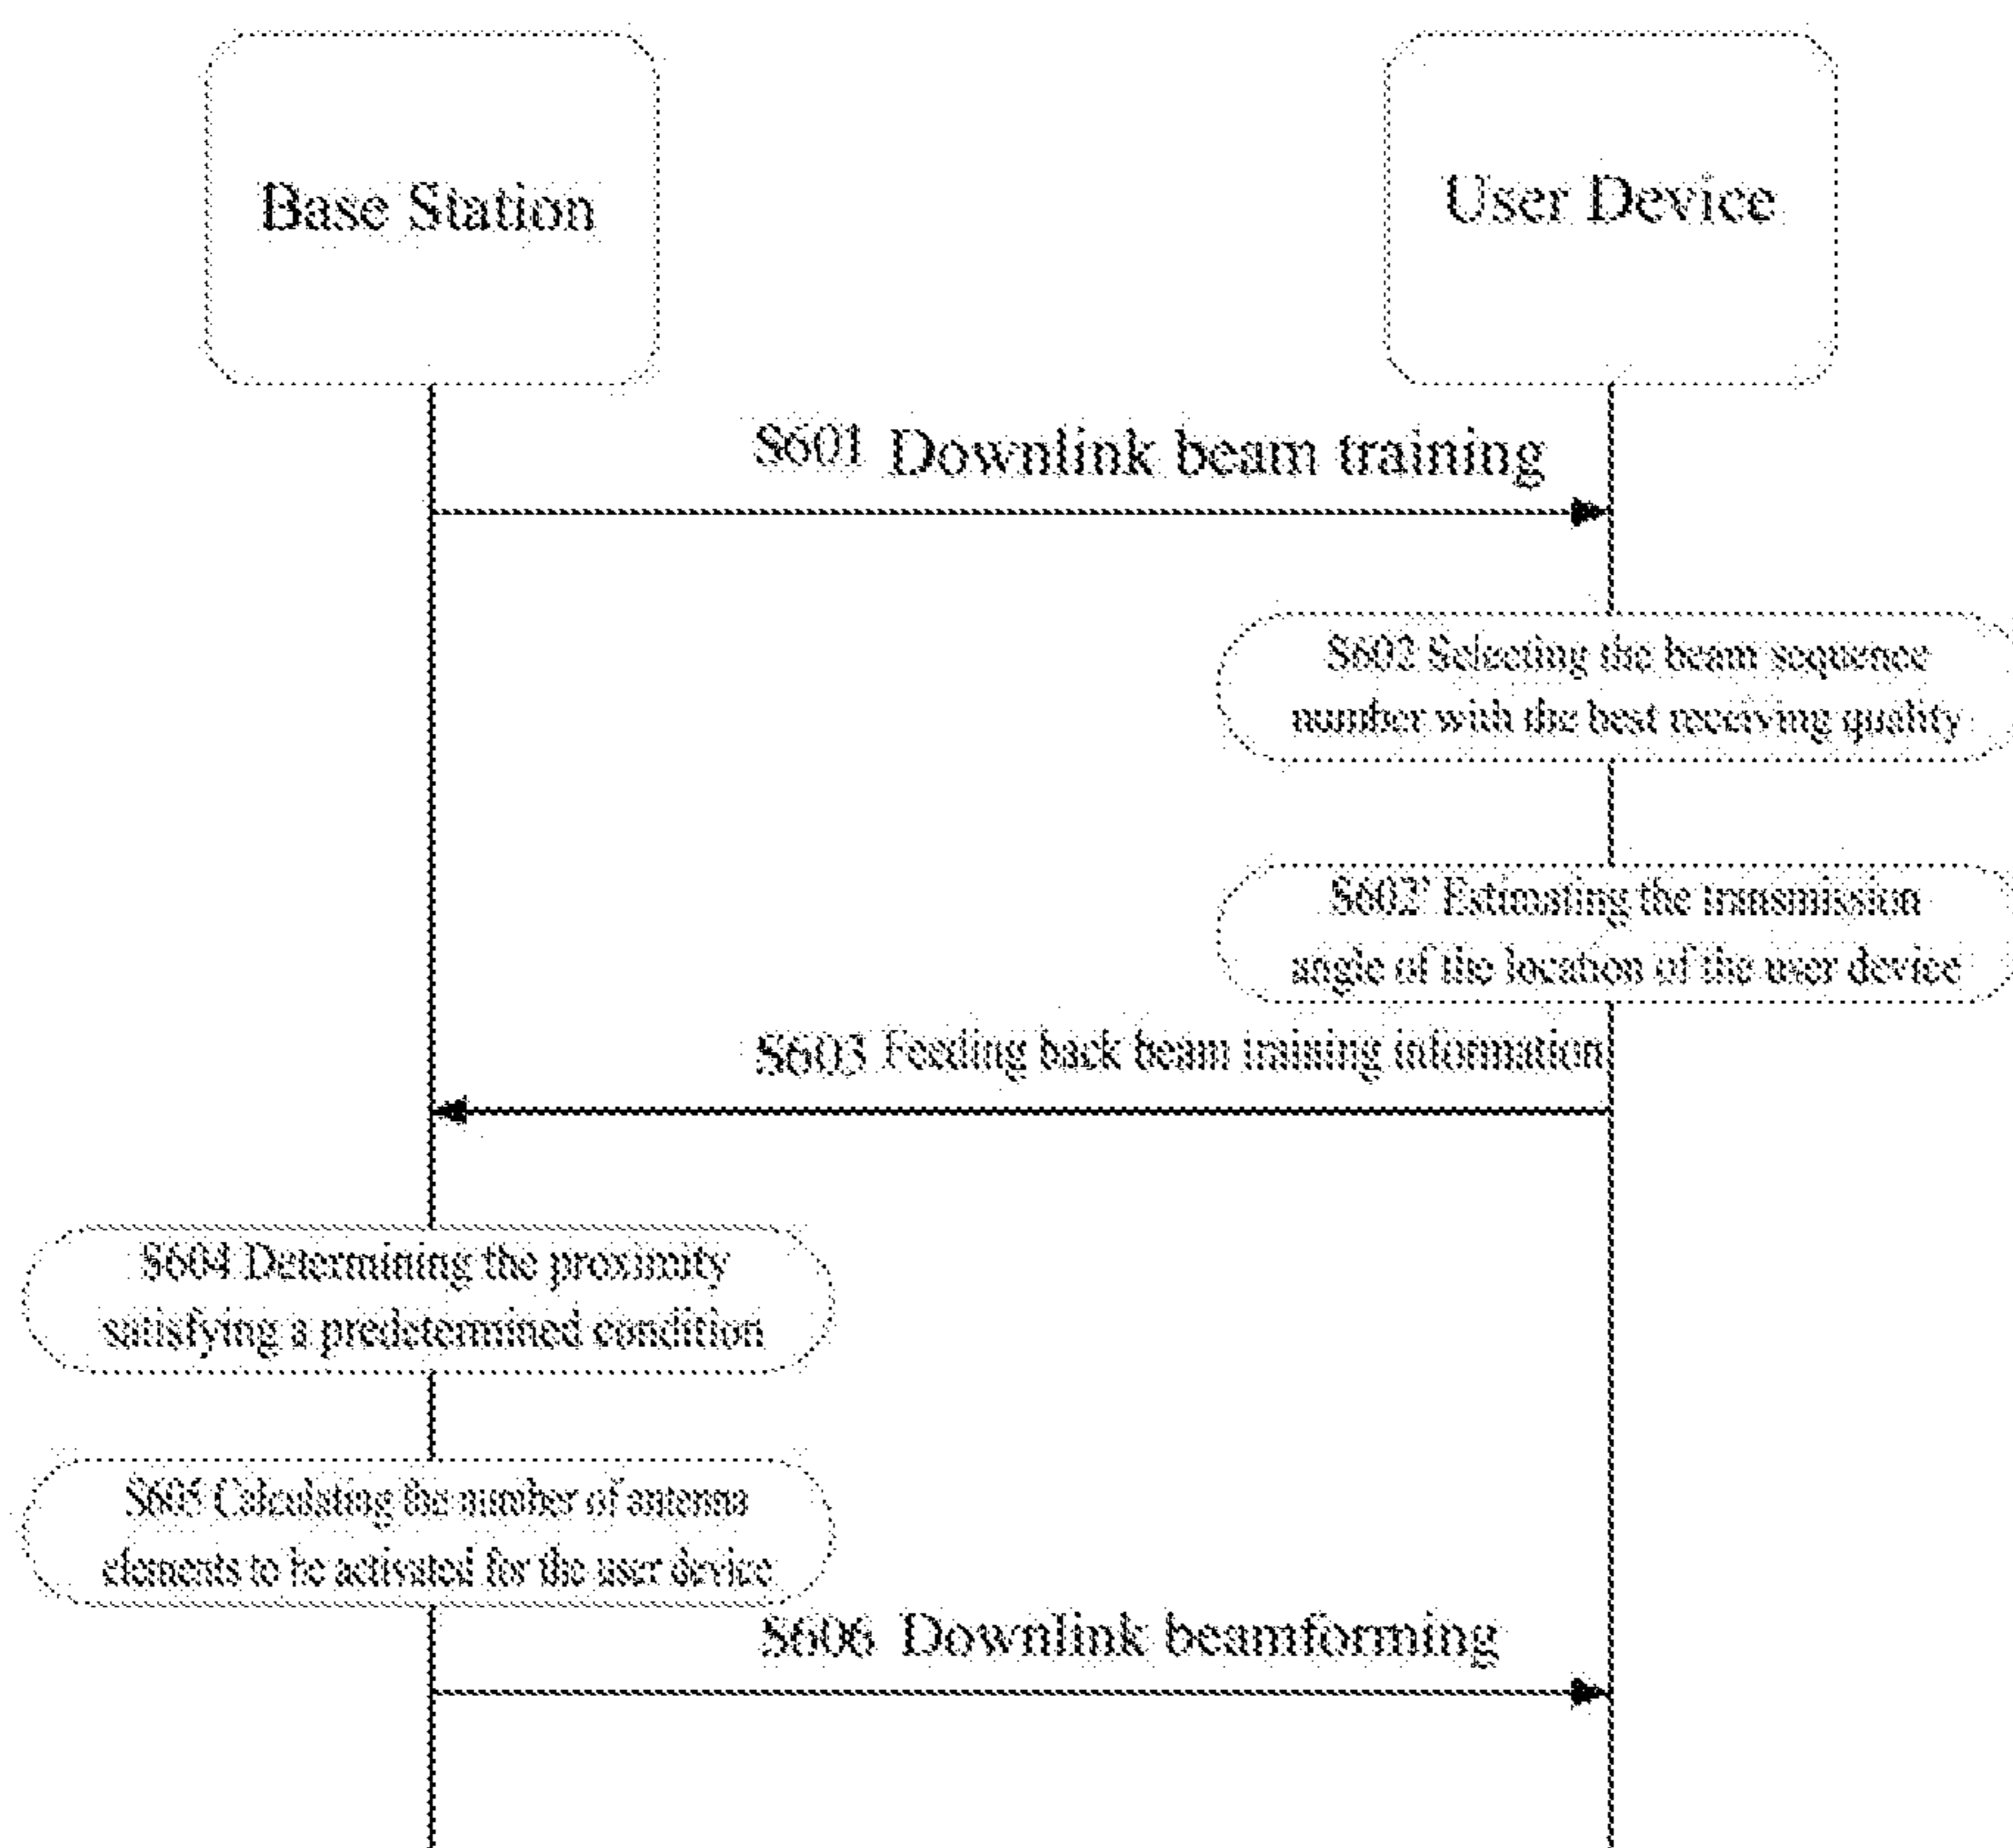 Base Station
User Device
S601 Downlink beam training
S602 Selecting the beam sequence
number with the best receiving quality
S602' Estimating the transmission
angle of the location of the user device
S603 Feeding back beam training information
S604 Determining the proximity
satisfying a predetermined condition
S605 Calculating the number of antenna
elements to be activated for the user device
S606 Downlink beamforming